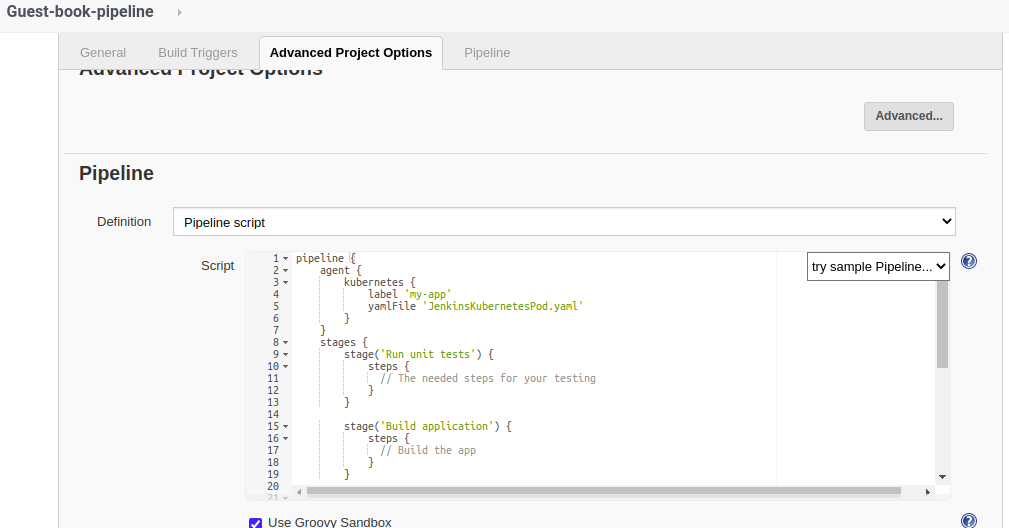 Guest-book-pipeline
General Build Triggers Advanced Project Options Pipeline
Advanced Project Options
Advanced...
Pipeline
Definition Pipeline script
Script
try sample Pipeline...
1 pipeline {
2 agent {
3 kubernetes {
4 label 'my-app'
5 yamlFile 'JenkinsKubernetesPod.yaml'
6 }
7 }
8 stages {
9 stage('Run unit tests') {
10 steps {
11 // The needed steps for your testing
12 }
13 }
14
15 stage('Build application') {
16 steps {
17 // Build the app
18 }
19 }
20
21
Use Groovy Sandbox